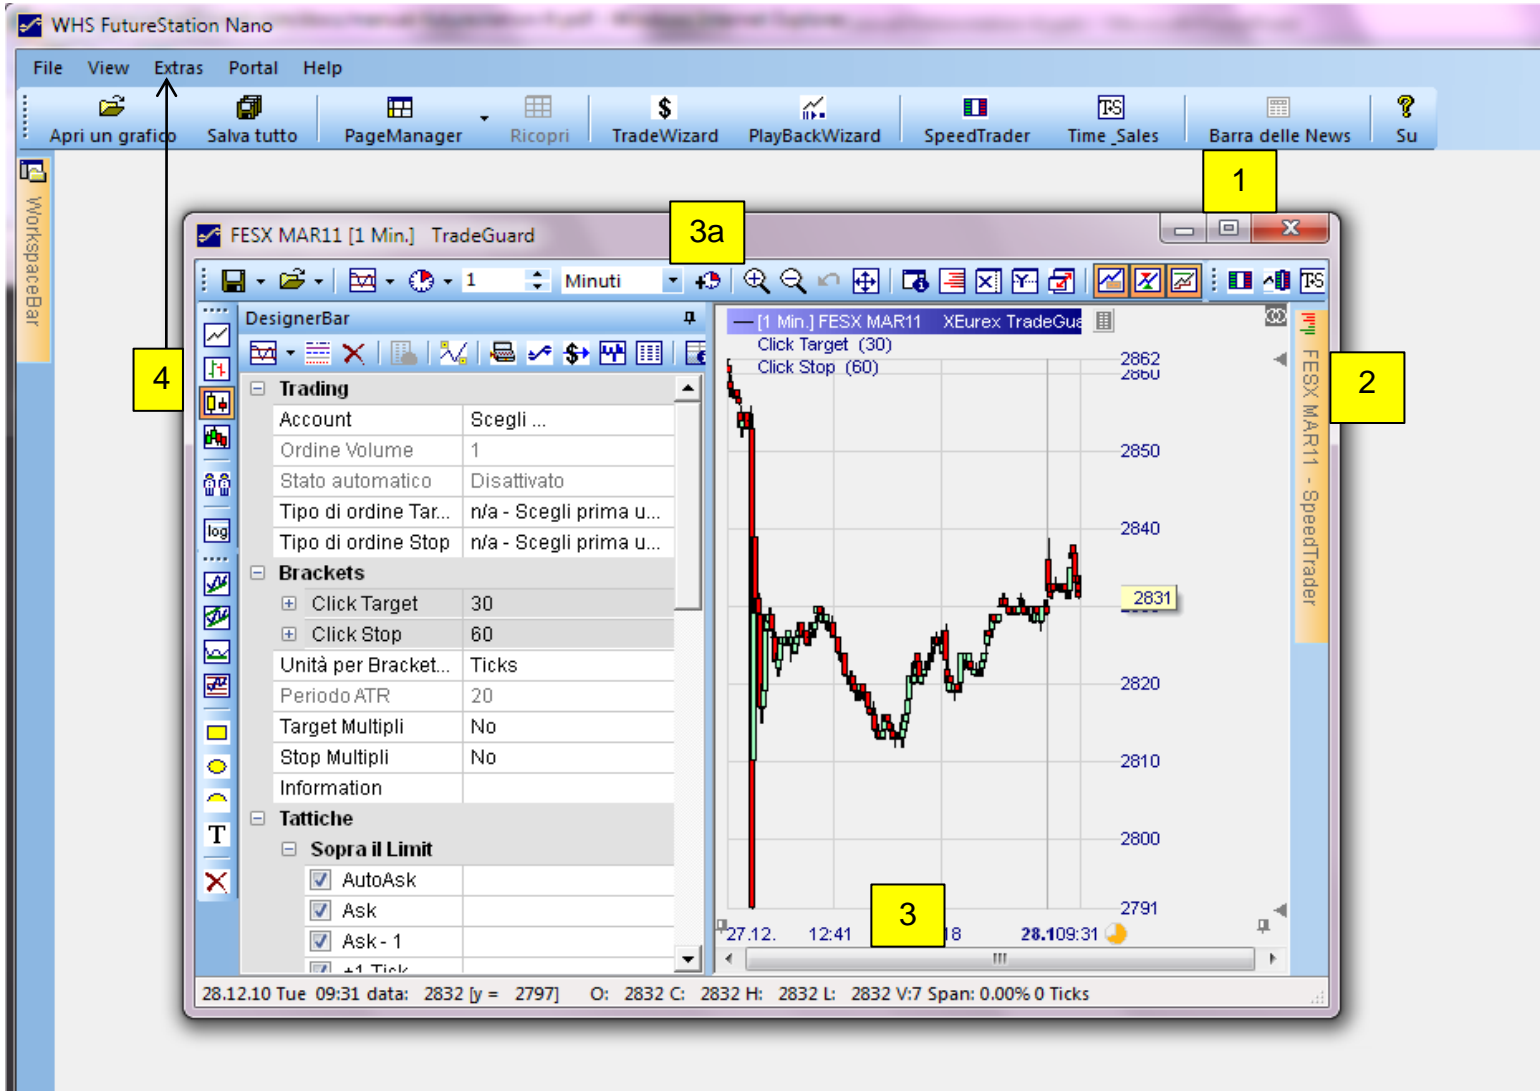 WHS FutureStation Nano
File View Extras Portal Help
Apri un grafico Salva tutto PageManager Ricopri TradeWizard PlayBackWizard SpeedTrader Time_Sales Barra delle News Su
$ T&S ?
WorkspaceBar
1
3a
FESX MAR11 [1 Min.] TradeGuard
1 Minuti T&S
DesignerBar
4
Trading
Account Scegli ...
Ordine Volume 1
Stato automatico Disattivato
Tipo di ordine Tar... n/a - Scegli prima u...
Tipo di ordine Stop n/a - Scegli prima u...
Brackets
Click Target 30
Click Stop 60
Unità per Bracket... Ticks
Periodo ATR 20
Target Multipli No
Stop Multipli No
Information
Tattiche
Sopra il Limit
AutoAsk
Ask
Ask - 1
+1 Tick
log
T
[1 Min.] FESX MAR11 XEurex TradeGua
Click Target (30)
Click Stop (60)
2862
2860
2850
2840
2831
2820
2810
2800
2791
27.12. 12:41 18 28.1 09:31
3
FESX MAR11 - SpeedTrader
2
28.12.10 Tue 09:31 data: 2832 [y = 2797] O: 2832 C: 2832 H: 2832 L: 2832 V:7 Span: 0.00% 0 Ticks